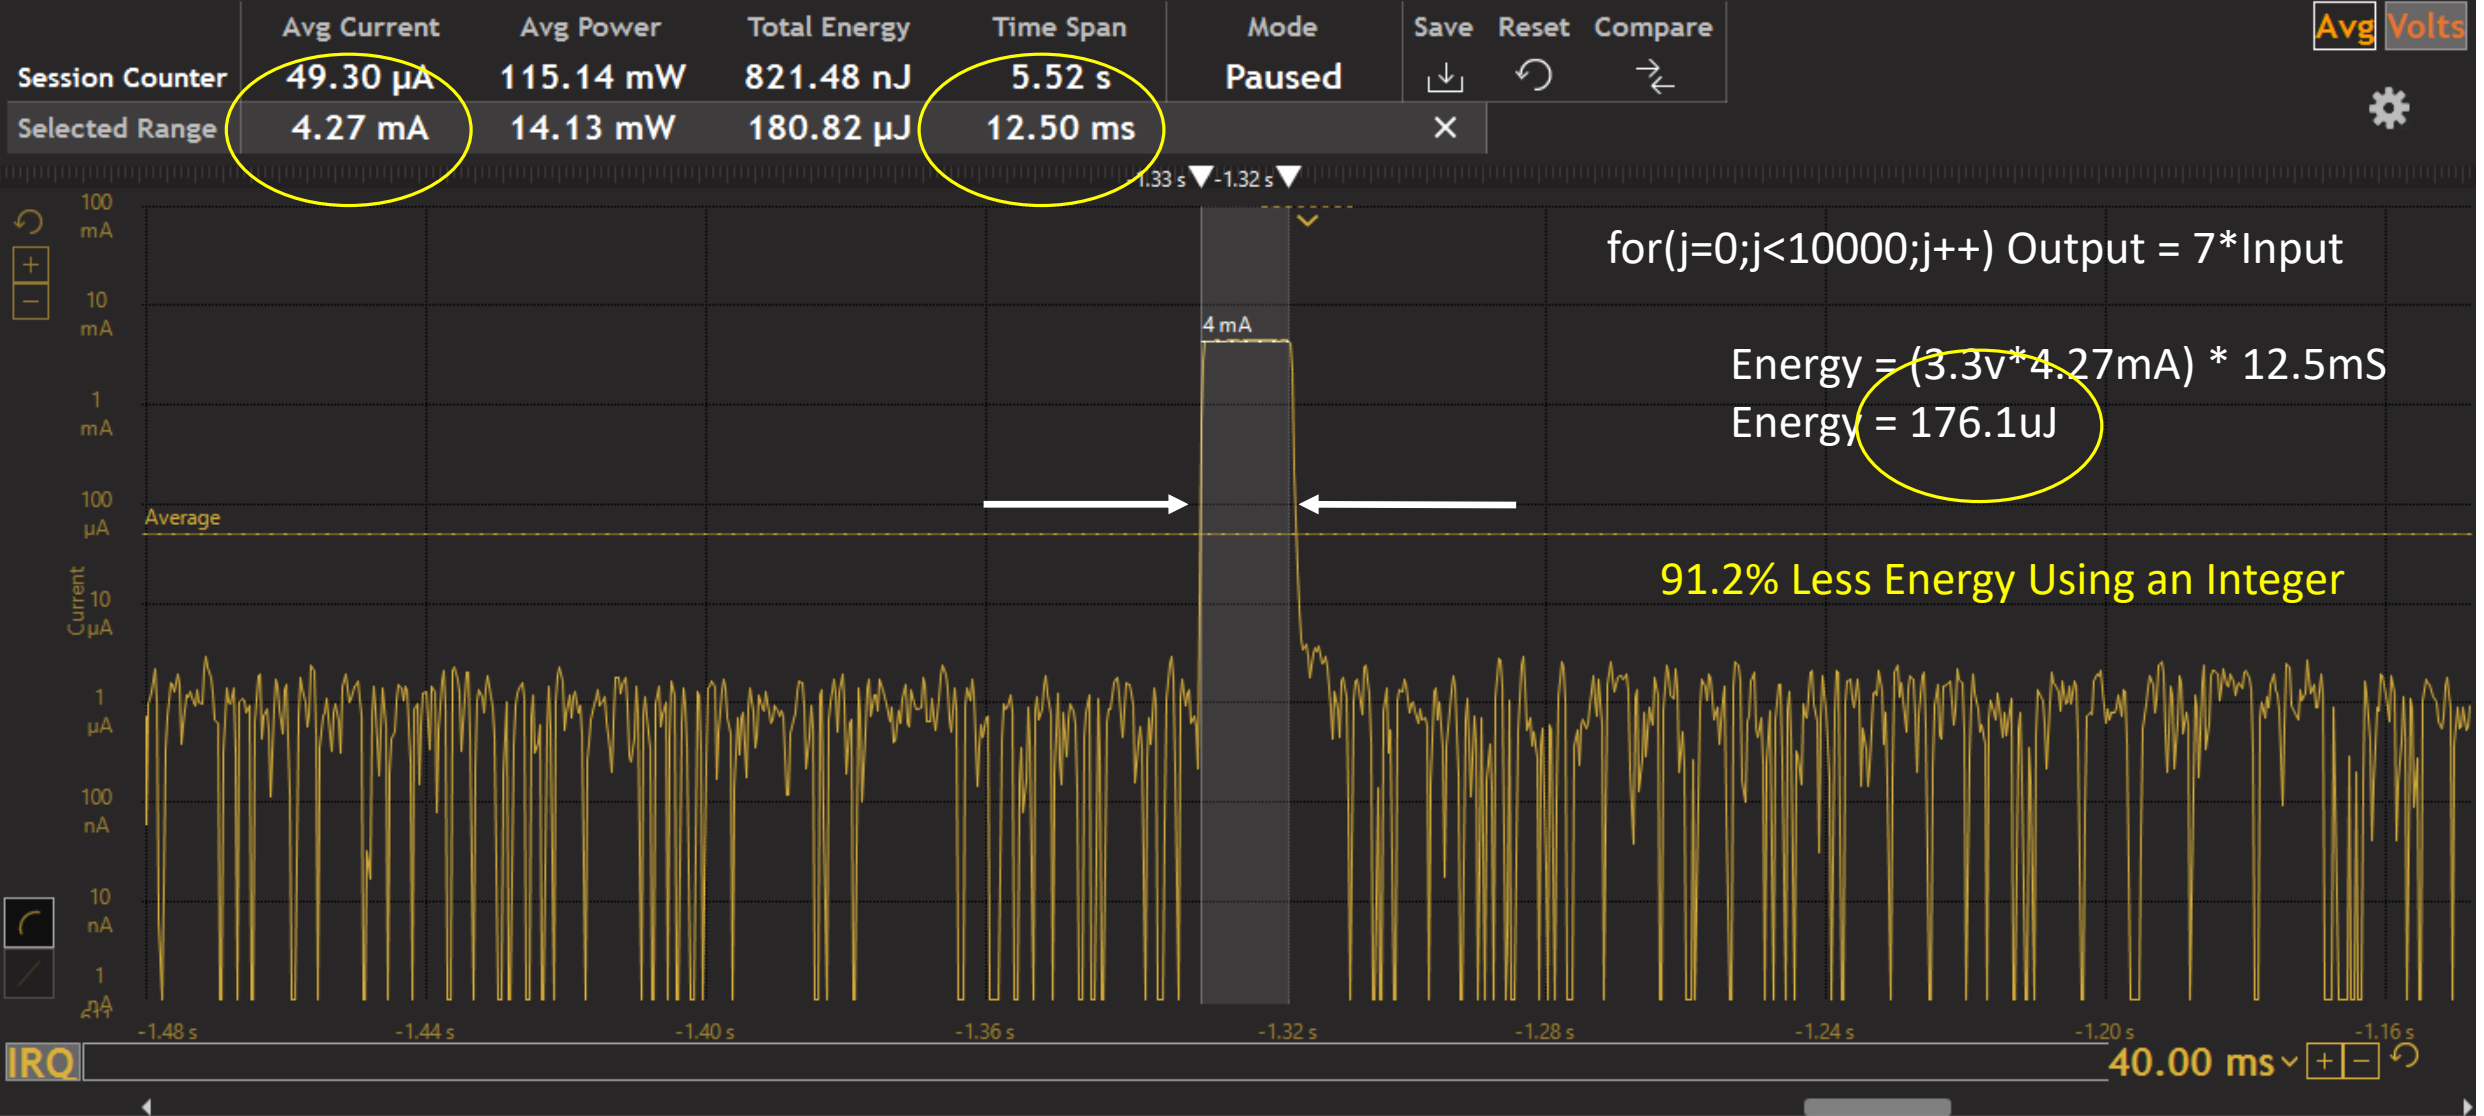 Avg Current Avg Power Total Energy Time Span Mode Save Reset Compare Avg Volts
Session Counter 49.30 µA 115.14 mW 821.48 nJ 5.52 s Paused
Selected Range 4.27 mA 14.13 mW 180.82 µJ 12.50 ms
-1.33 s -1.32 s
100
mA
for(j=0;j<10000;j++) Output = 7*Input
10
mA
4 mA
Energy = (3.3v*4.27mA) * 12.5mS
1
mA
Energy = 176.1uJ
100
µA
Average
91.2% Less Energy Using an Integer
Current
10
µA
1
µA
100
nA
10
nA
1
nA
-1.48 s -1.44 s -1.40 s -1.36 s -1.32 s -1.28 s -1.24 s -1.20 s -1.16 s
IRQ
40.00 ms